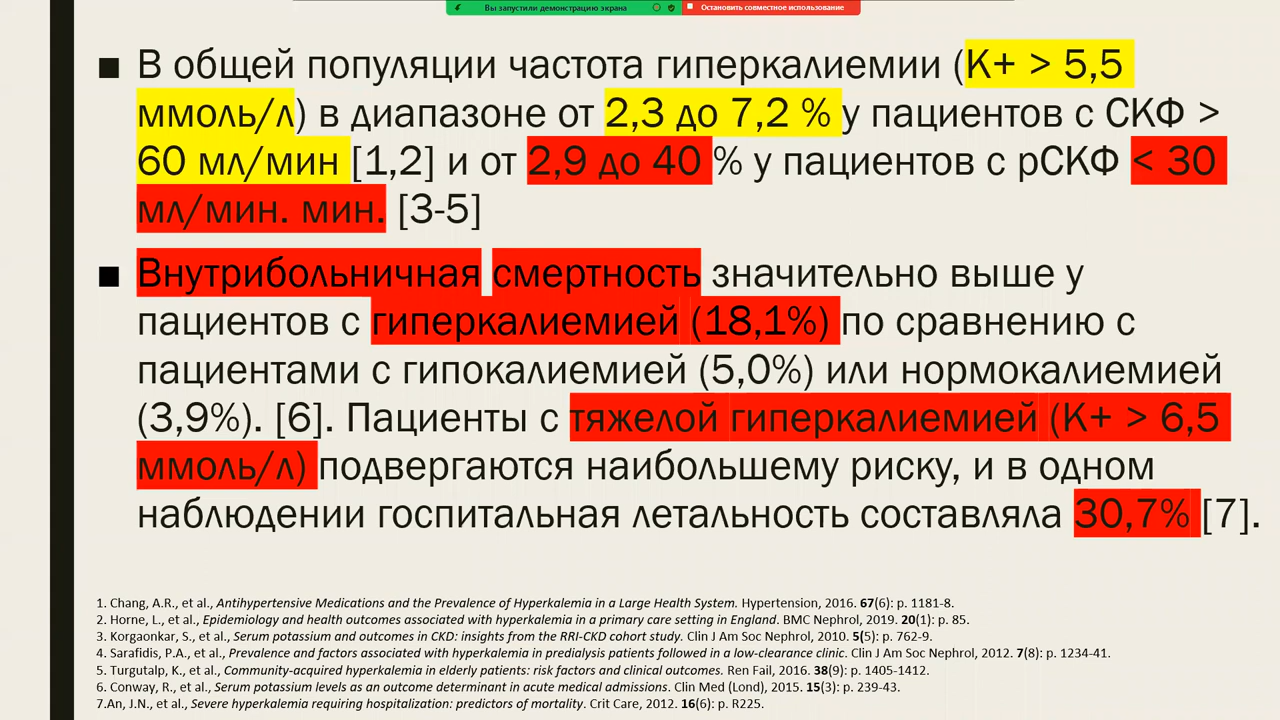 Вы запустили демонстрацию экрана
Остановить совместное использование
В общей популяции частота гиперкалиемии (К+ > 5,5
ммоль/л) в диапазоне от 2,3 до 7,2 % у пациентов с СКФ >
60 мл/мин [1,2] и от 2,9 до 40 % у пациентов с рСКФ < 30
мл/мин. мин. [3-5]
Внутрибольничная смертность значительно выше у
пациентов с гиперкалиемией (18,1%) по сравнению с
пациентами с гипокалиемией (5,0%) или нормокалиемией
(3,9%). [6]. Пациенты с тяжелой гиперкалиемией (К+ > 6,5
ммоль/л) подвергаются наибольшему риску, и в одном
наблюдении госпитальная летальность составляла 30,7% [7].
1. Chang, A.R., et al., Antihypertensive Medications and the Prevalence of Hyperkalemia in a Large Health System. Hypertension, 2016. 67(6): p. 1181-8.
2. Horne, L., et al., Epidemiology and health outcomes associated with hyperkalemia in a primary care setting in England. BMC Nephrol, 2019. 20(1): p. 85.
3. Korgaonkar, S., et al., Serum potassium and outcomes in CKD: insights from the RRI-CKD cohort study. Clin J Am Soc Nephrol, 2010. 5(5): p. 762-9.
4. Sarafidis, P.A., et al., Prevalence and factors associated with hyperkalemia in predialysis patients followed in a low-clearance clinic. Clin J Am Soc Nephrol, 2012. 7(8): p. 1234-41.
5. Turgutalp, K., et al., Community-acquired hyperkalemia in elderly patients: risk factors and clinical outcomes. Ren Fail, 2016. 38(9): p. 1405-1412.
6. Conway, R., et al., Serum potassium levels as an outcome determinant in acute medical admissions. Clin Med (Lond), 2015. 15(3): p. 239-43.
7.An, J.N., et al., Severe hyperkalemia requiring hospitalization: predictors of mortality. Crit Care, 2012. 16(6): p. R225.